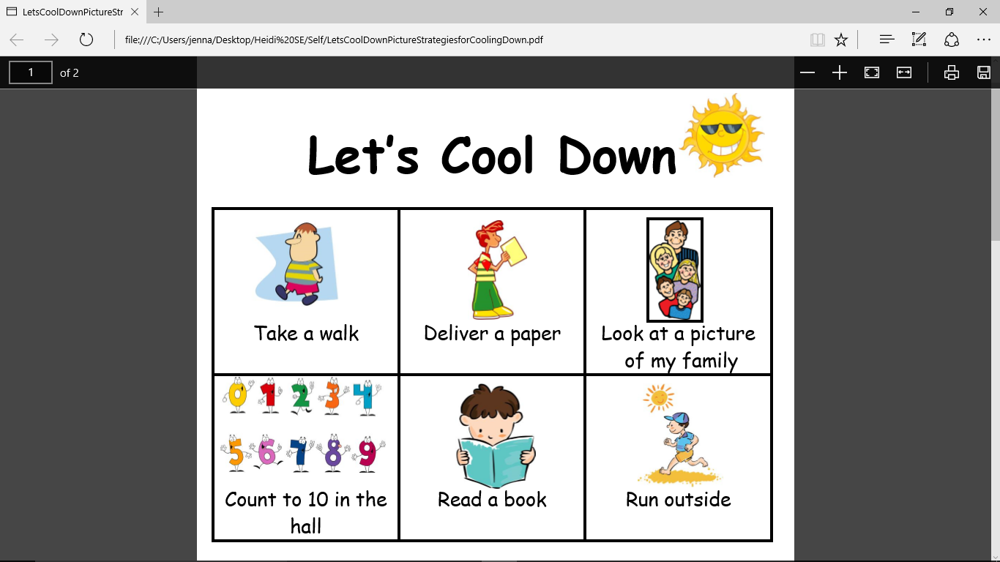 LetsCoolDownPictureStr
file:///C:/Users/jenna/Desktop/Heidi%20SE/Self/LetsCoolDownPictureStrategiesforCoolingDown.pdf
1 of 2
Let's Cool Down
Take a walk
Deliver a paper
Look at a picture
of my family
0 1 2 3 4
5 6 7 8 9
Count to 10 in the
hall
Read a book
Run outside